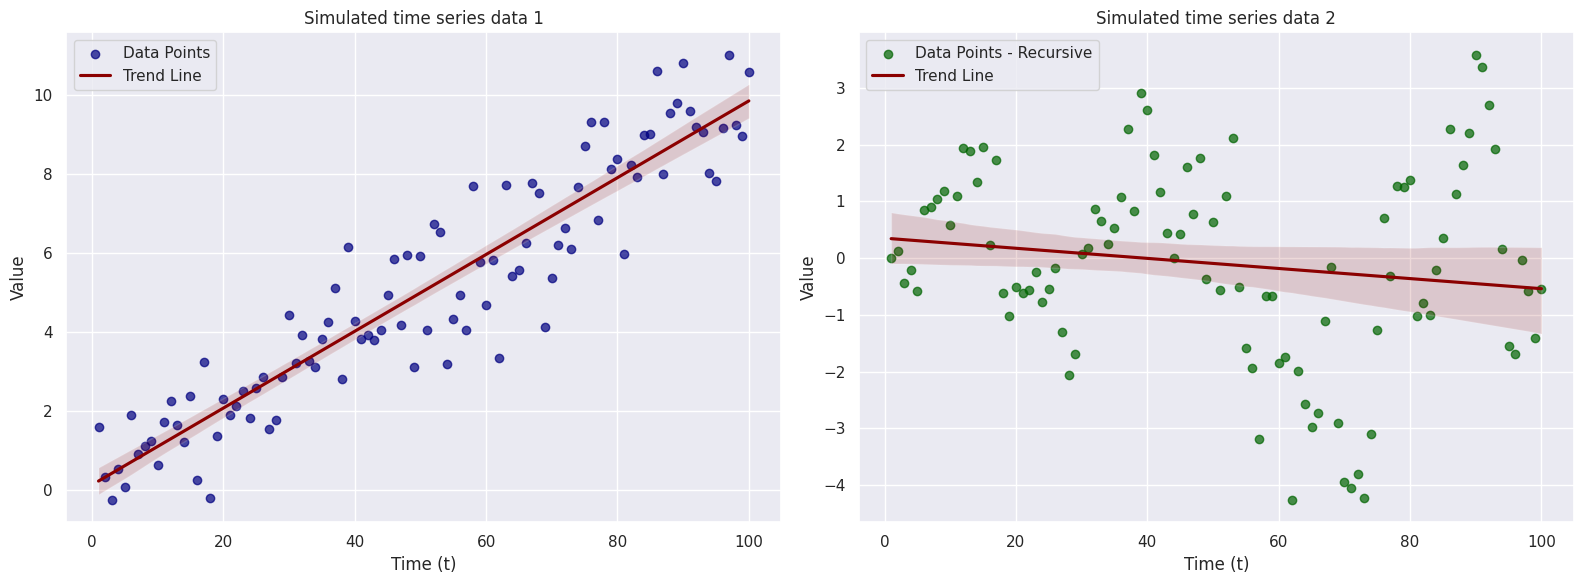 Simulated time series data 1
Data Points
Trend Line
10
8
6
4
2
0
Value
0 20 40 60 80 100
Time (t)
Simulated time series data 2
Data Points - Recursive
Trend Line
3
2
1
0
−1
−2
−3
−4
Value
0 20 40 60 80 100
Time (t)